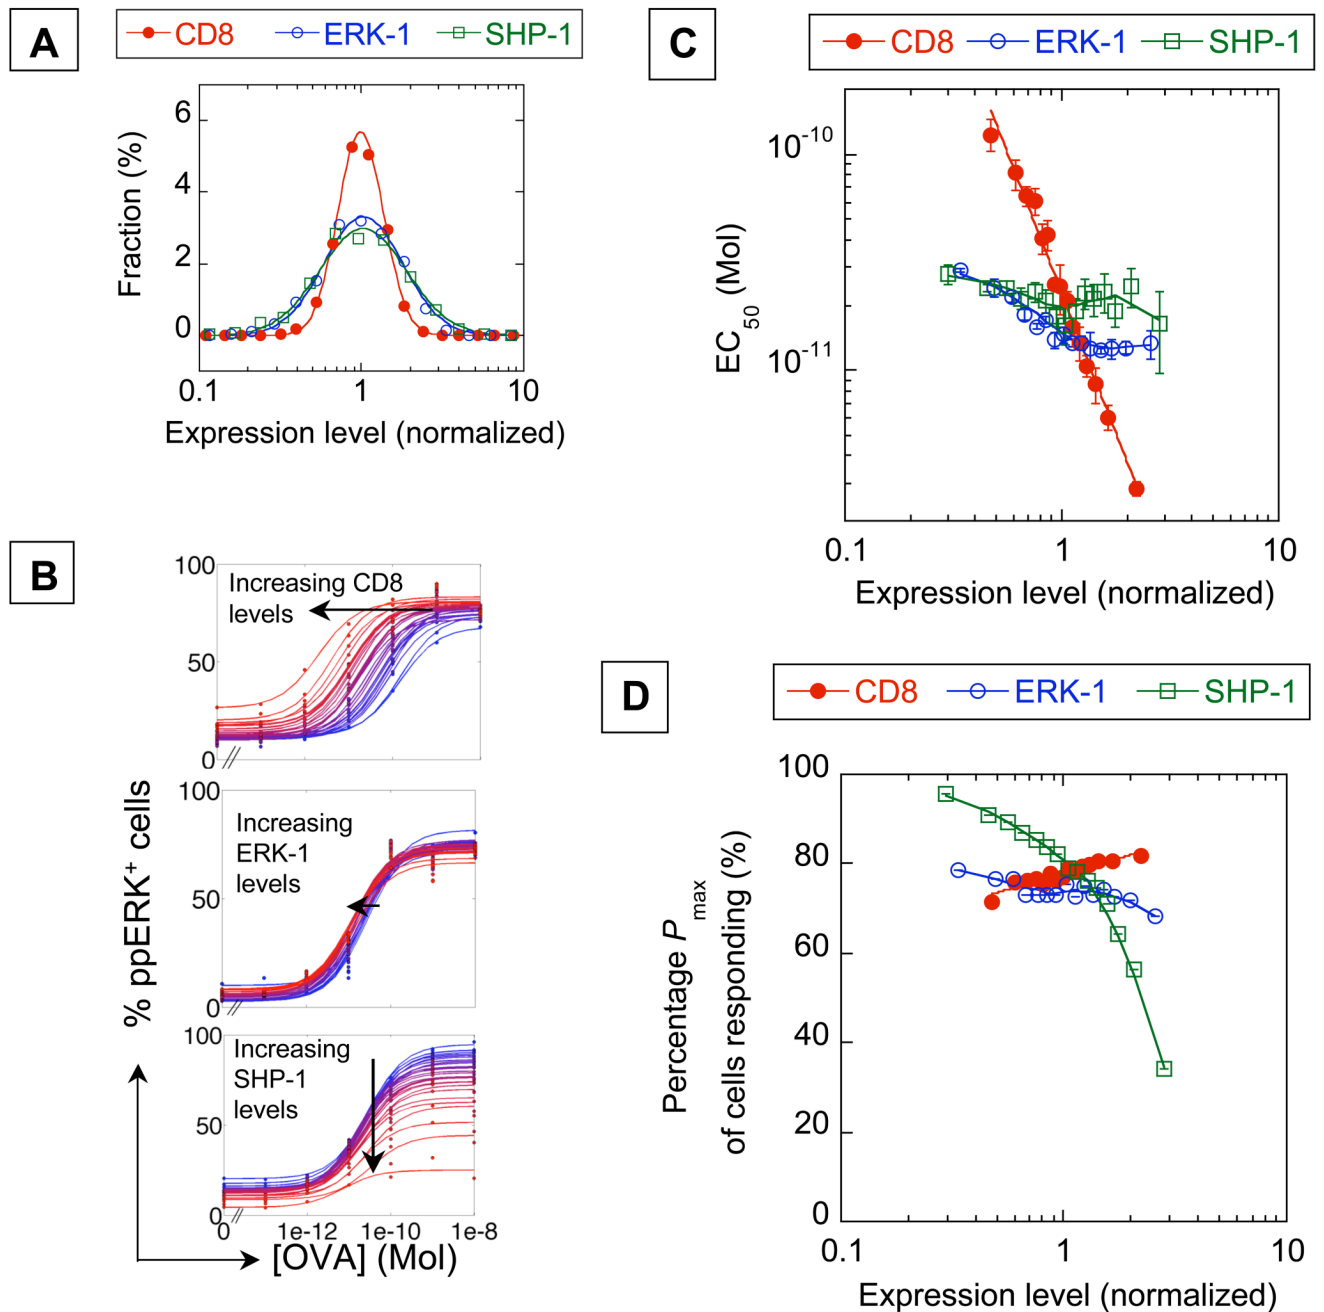 A
CD8 ERK-1 SHP-1
Fraction (%)
6
4
2
0
0.1 1 10
Expression level (normalized)
B
% ppERK+ cells
100
50
0
Increasing CD8
levels
100
50
0
Increasing
ERK-1
levels
100
50
0
Increasing
SHP-1
levels
0 1e-12 1e-10 1e-8
[OVA] (Mol)
C
CD8 ERK-1 SHP-1
EC50 (Mol)
10-10
10-11
0.1 1 10
Expression level (normalized)
D
CD8 ERK-1 SHP-1
Percentage Pmax
of cells responding (%)
100
80
60
40
20
0
0.1 1 10
Expression level (normalized)